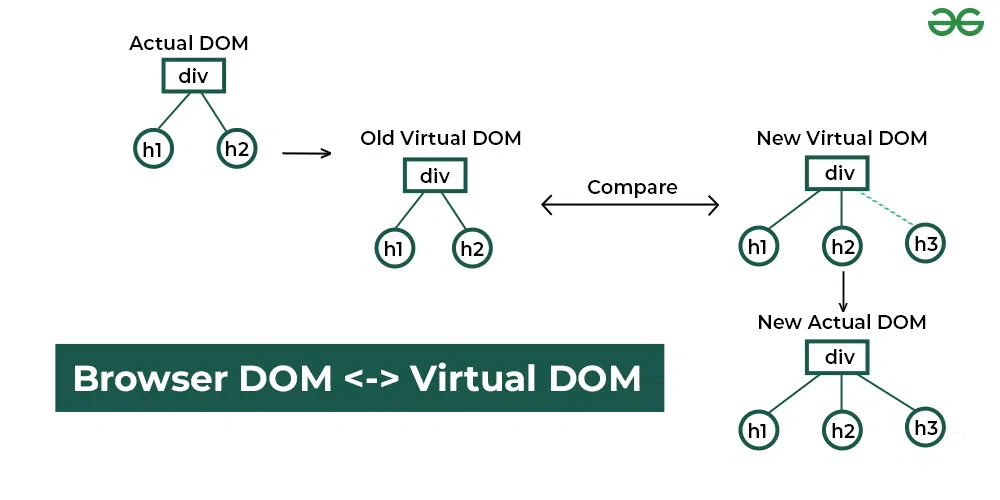 Actual DOM
div
h1
h2
Old Virtual DOM
div
h1
h2
Compare
New Virtual DOM
div
h1
h2
h3
New Actual DOM
div
h1
h2
h3
Browser DOM <-> Virtual DOM